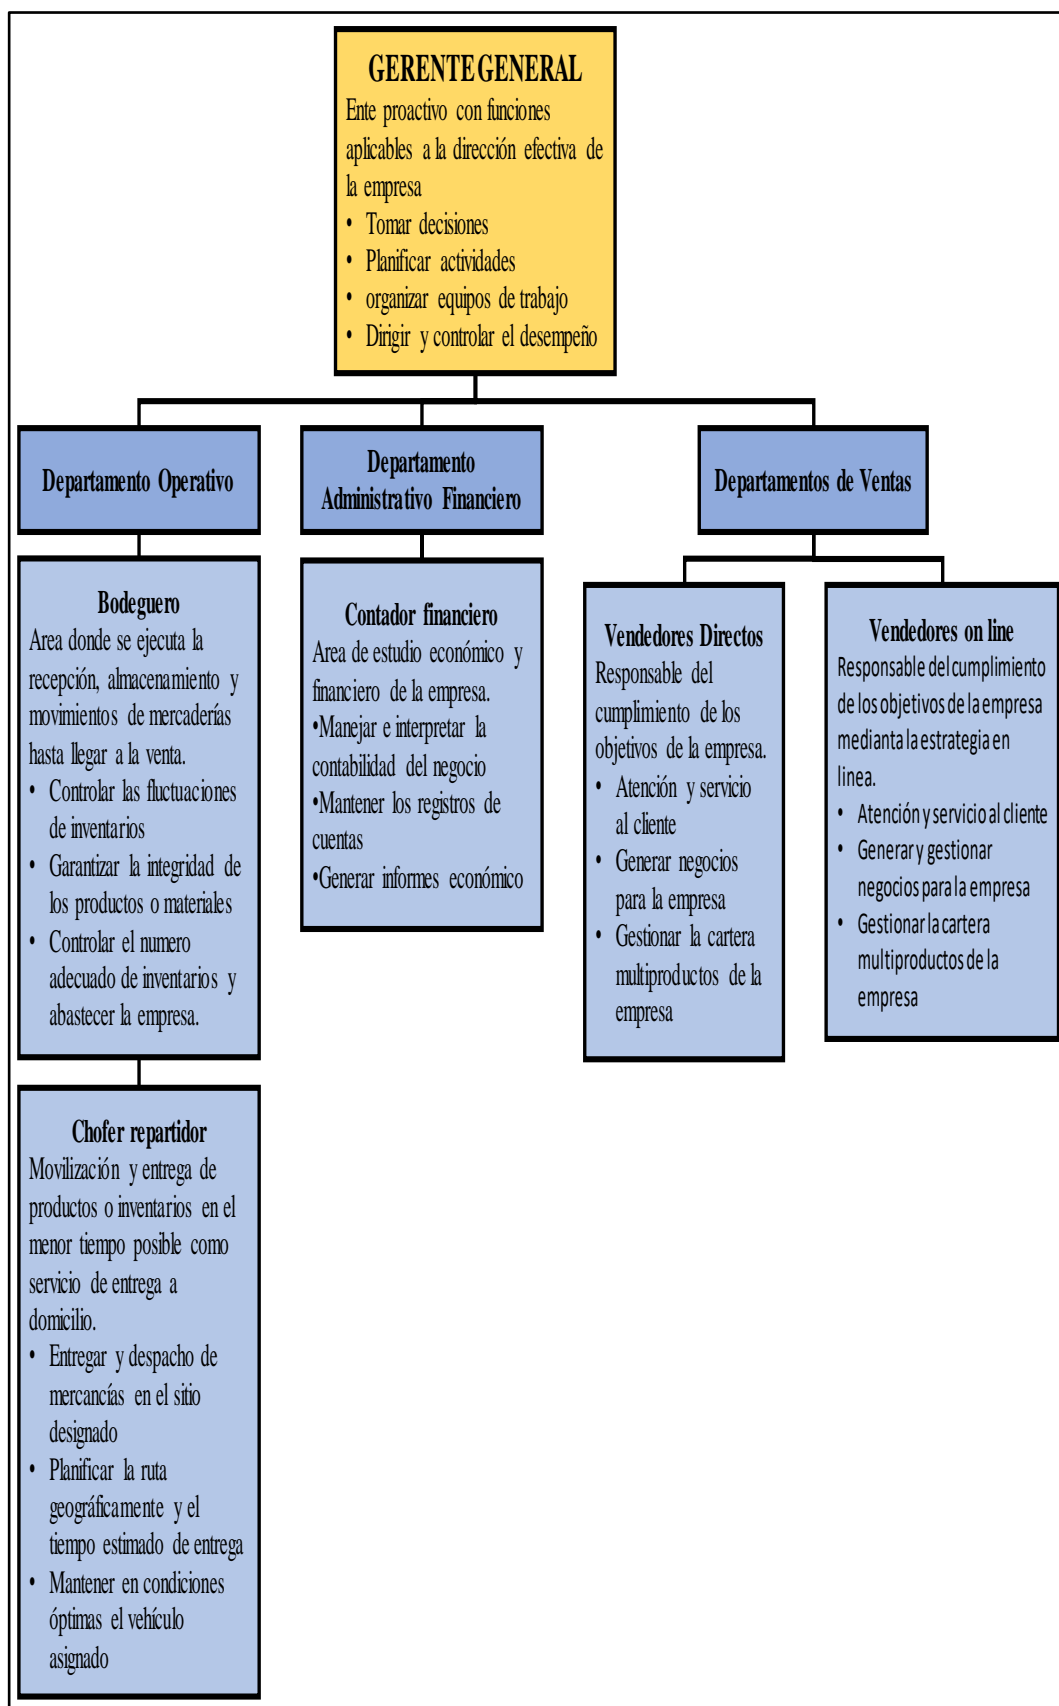 GERENTE GENERAL
Ente proactivo con funciones
aplicables a la dirección efectiva de
la empresa
• Tomar decisiones
• Planificar actividades
• organizar equipos de trabajo
• Dirigir y controlar el desempeño
Departamento Operativo
Departamento
Administrativo Financiero
Departamentos de Ventas
Bodeguero
Area donde se ejecuta la
recepción, almacenamiento y
movimientos de mercaderías
hasta llegar a la venta.
• Controlar las fluctuaciones
de inventarios
• Garantizar la integridad de
los productos o materiales
• Controlar el numero
adecuado de inventarios y
abastecer la empresa.
Contador financiero
Area de estudio económico y
financiero de la empresa.
•Manejar e interpretar la
contabilidad del negocio
•Mantener los registros de
cuentas
•Generar informes económico
Vendedores Directos
Responsable del
cumplimiento de los
objetivos de la empresa.
• Atención y servicio
al cliente
• Generar negocios
para la empresa
• Gestionar la cartera
multiproductos de la
empresa
Vendedores on line
Responsable del cumplimiento
de los objetivos de la empresa
medianta la estrategia en
linea.
• Atención y servicio al cliente
• Generar y gestionar
negocios para la empresa
• Gestionar la cartera
multiproductos de la
empresa
Chofer repartidor
Movilización y entrega de
productos o inventarios en el
menor tiempo posible como
servicio de entrega a
domicilio.
• Entregar y despacho de
mercancías en el sitio
designado
• Planificar la ruta
geográficamente y el
tiempo estimado de entrega
• Mantener en condiciones
óptimas el vehículo
asignado